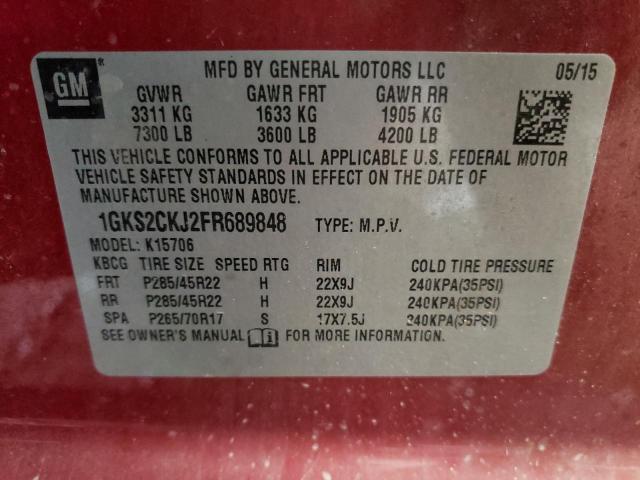 GM ® MFD BY GENERAL MOTORS LLC 05/15
GVWR GAWR FRT GAWR RR
3311 KG 1633 KG 1905 KG
7300 LB 3600 LB 4200 LB
THIS VEHICLE CONFORMS TO ALL APPLICABLE U.S. FEDERAL MOTOR
VEHICLE SAFETY STANDARDS IN EFFECT ON THE DATE OF
MANUFACTURE SHOWN ABOVE.
1GKS2CKJ2FR689848 TYPE: M.P.V.
MODEL: K15706
KBCG TIRE SIZE SPEED RTG RIM COLD TIRE PRESSURE
FRT P285/45R22 H 22X9J 240KPA(35PSI)
RR P285/45R22 H 22X9J 240KPA(35PSI)
SPA P265/70R17 S 17X7.5J 240KPA(35PSI)
SEE OWNER'S MANUAL FOR MORE INFORMATION.